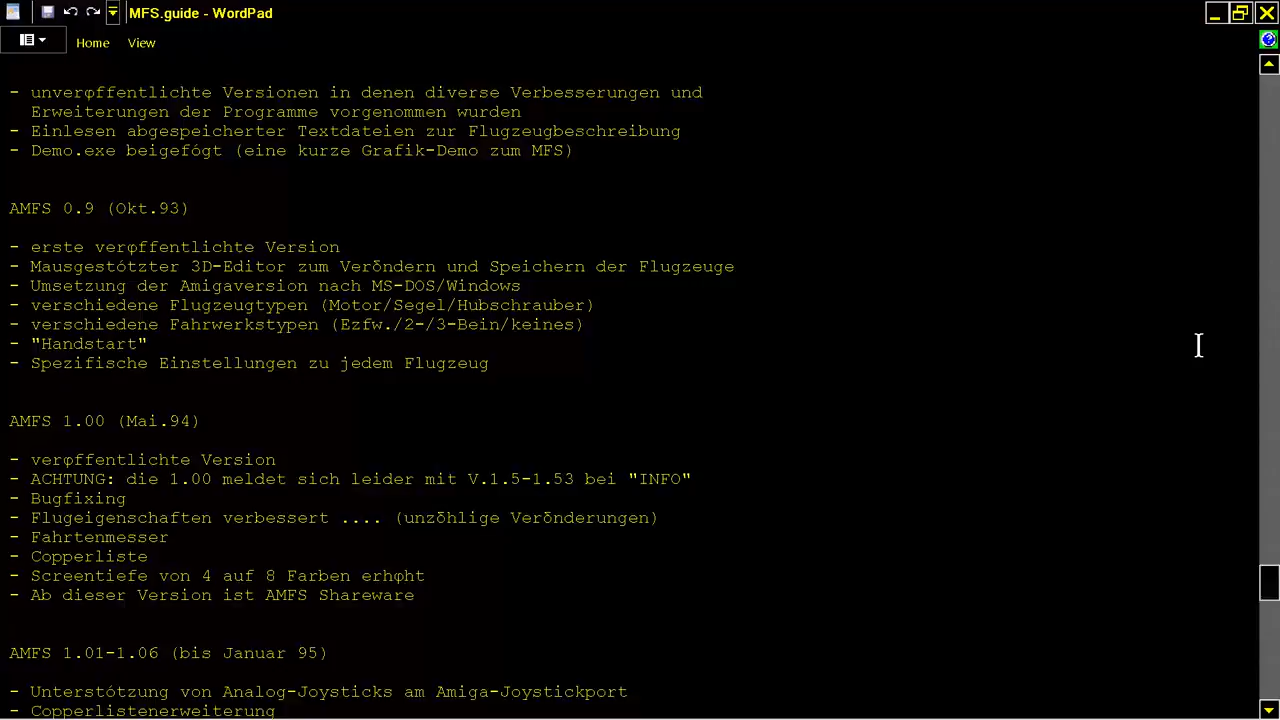 MFS.guide - WordPad
Home View
- unverφffentlichte Versionen in denen diverse Verbesserungen und
Erweiterungen der Programme vorgenommen wurden
- Einlesen abgespeicherter Textdateien zur Flugzeugbeschreibung
- Demo.exe beigefόgt (eine kurze Grafik-Demo zum MFS)
AMFS 0.9 (Okt.93)
- erste verφffentlichte Version
- Mausgestόtzter 3D-Editor zum Verδndern und Speichern der Flugzeuge
- Umsetzung der Amigaversion nach MS-DOS/Windows
- verschiedene Flugzeugtypen (Motor/Segel/Hubschrauber)
- verschiedene Fahrwerkstypen (Ezfw./2-/3-Bein/keines)
- "Handstart"
- Spezifische Einstellungen zu jedem Flugzeug
AMFS 1.00 (Mai.94)
- verφffentlichte Version
- ACHTUNG: die 1.00 meldet sich leider mit V.1.5-1.53 bei "INFO"
- Bugfixing
- Flugeigenschaften verbessert .... (unzδhlige Verδnderungen)
- Fahrtenmesser
- Copperliste
- Screentiefe von 4 auf 8 Farben erhφht
- Ab dieser Version ist AMFS Shareware
AMFS 1.01-1.06 (bis Januar 95)
- Unterstόtzung von Analog-Joysticks am Amiga-Joystickport
- Copperlistenerweiterung